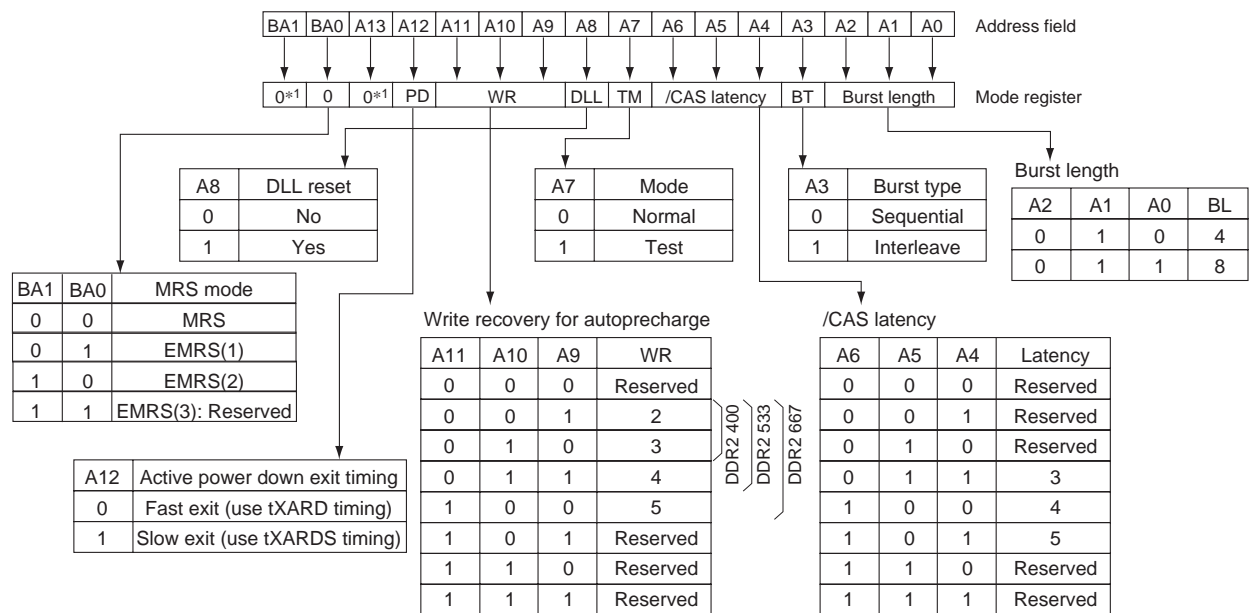 BA1 BA0 A13 A12 A11 A10 A9 A8 A7 A6 A5 A4 A3 A2 A1 A0 Address field
0*1 0 0*1 PD WR DLL TM /CAS latency BT Burst length Mode register
A8 DLL reset
0 No
1 Yes
A7 Mode
0 Normal
1 Test
A3 Burst type
0 Sequential
1 Interleave
Burst length
A2 A1 A0 BL
0 1 0 4
0 1 1 8
BA1 BA0 MRS mode
0 0 MRS
0 1 EMRS(1)
1 0 EMRS(2)
1 1 EMRS(3): Reserved
A12 Active power down exit timing
0 Fast exit (use tXARD timing)
1 Slow exit (use tXARDS timing)
Write recovery for autoprecharge
A11 A10 A9 WR
0 0 0 Reserved
0 0 1 2
0 1 0 3
0 1 1 4
1 0 0 5
1 0 1 Reserved
1 1 0 Reserved
1 1 1 Reserved
DDR2 400
DDR2 533
DDR2 667
/CAS latency
A6 A5 A4 Latency
0 0 0 Reserved
0 0 1 Reserved
0 1 0 Reserved
0 1 1 3
1 0 0 4
1 0 1 5
1 1 0 Reserved
1 1 1 Reserved